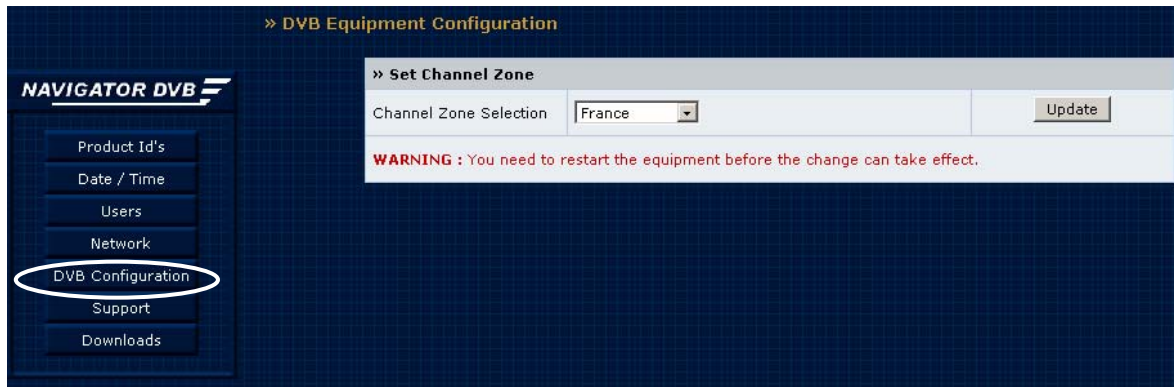 » DVB Equipment Configuration
NAVIGATOR DVB
Product Id's
Date / Time
Users
Network
DVB Configuration
Support
Downloads
» Set Channel Zone
Channel Zone Selection France Update
WARNING : You need to restart the equipment before the change can take effect.